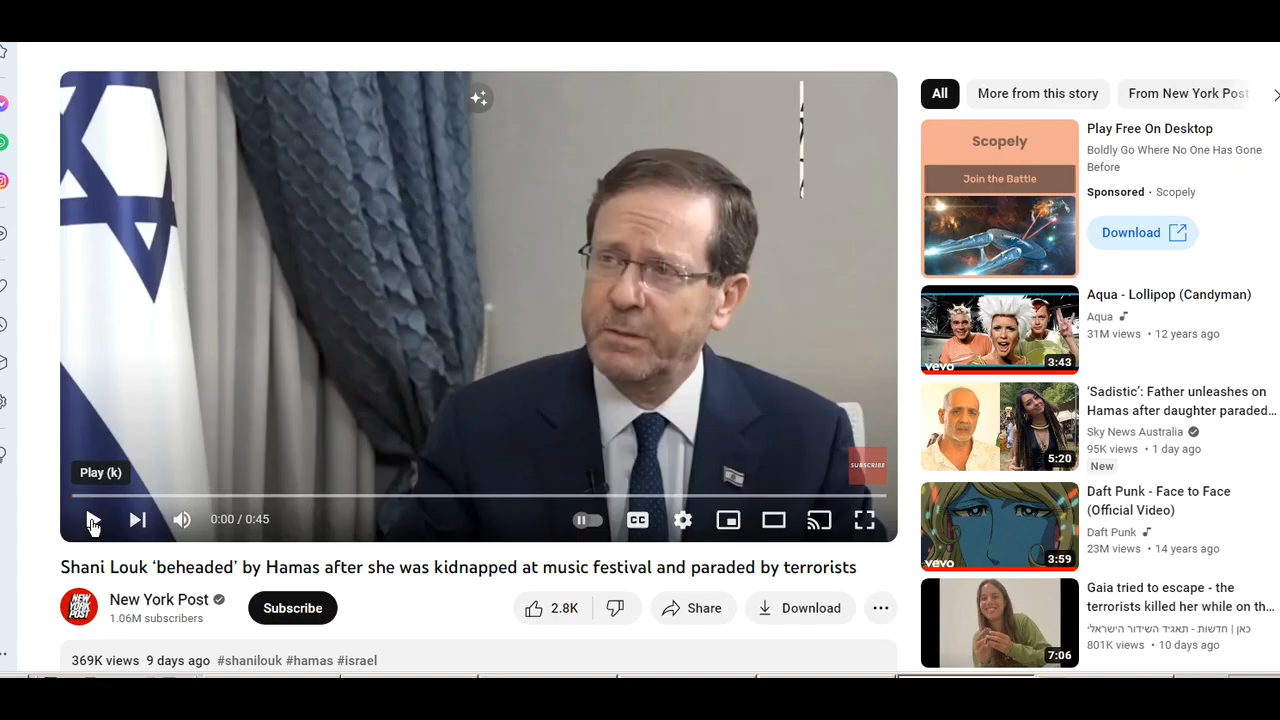 SUBSCRIBE
Play (k)
0:00 / 0:45
CC
Shani Louk ‘beheaded’ by Hamas after she was kidnapped at music festival and paraded by terrorists
NEW
YORK
POST
New York Post
1.06M subscribers
Subscribe
2.8K
Share
Download
369K views 9 days ago #shanilouk #hamas #israel
All
More from this story
From New York Post
Scopely
Join the Battle
Play Free On Desktop
Boldly Go Where No One Has Gone
Before
Sponsored · Scopely
Download
vevo
3:43
Aqua - Lollipop (Candyman)
Aqua
31M views · 12 years ago
5:20
‘Sadistic’: Father unleashes on
Hamas after daughter paraded…
Sky News Australia
95K views · 1 day ago
New
vevo
3:59
Daft Punk - Face to Face
(Official Video)
Daft Punk
23M views · 14 years ago
7:06
Gaia tried to escape - the
terrorists killed her while on th…
כאן | חדשות - תאגיד השידור הישראלי
801K views · 10 days ago